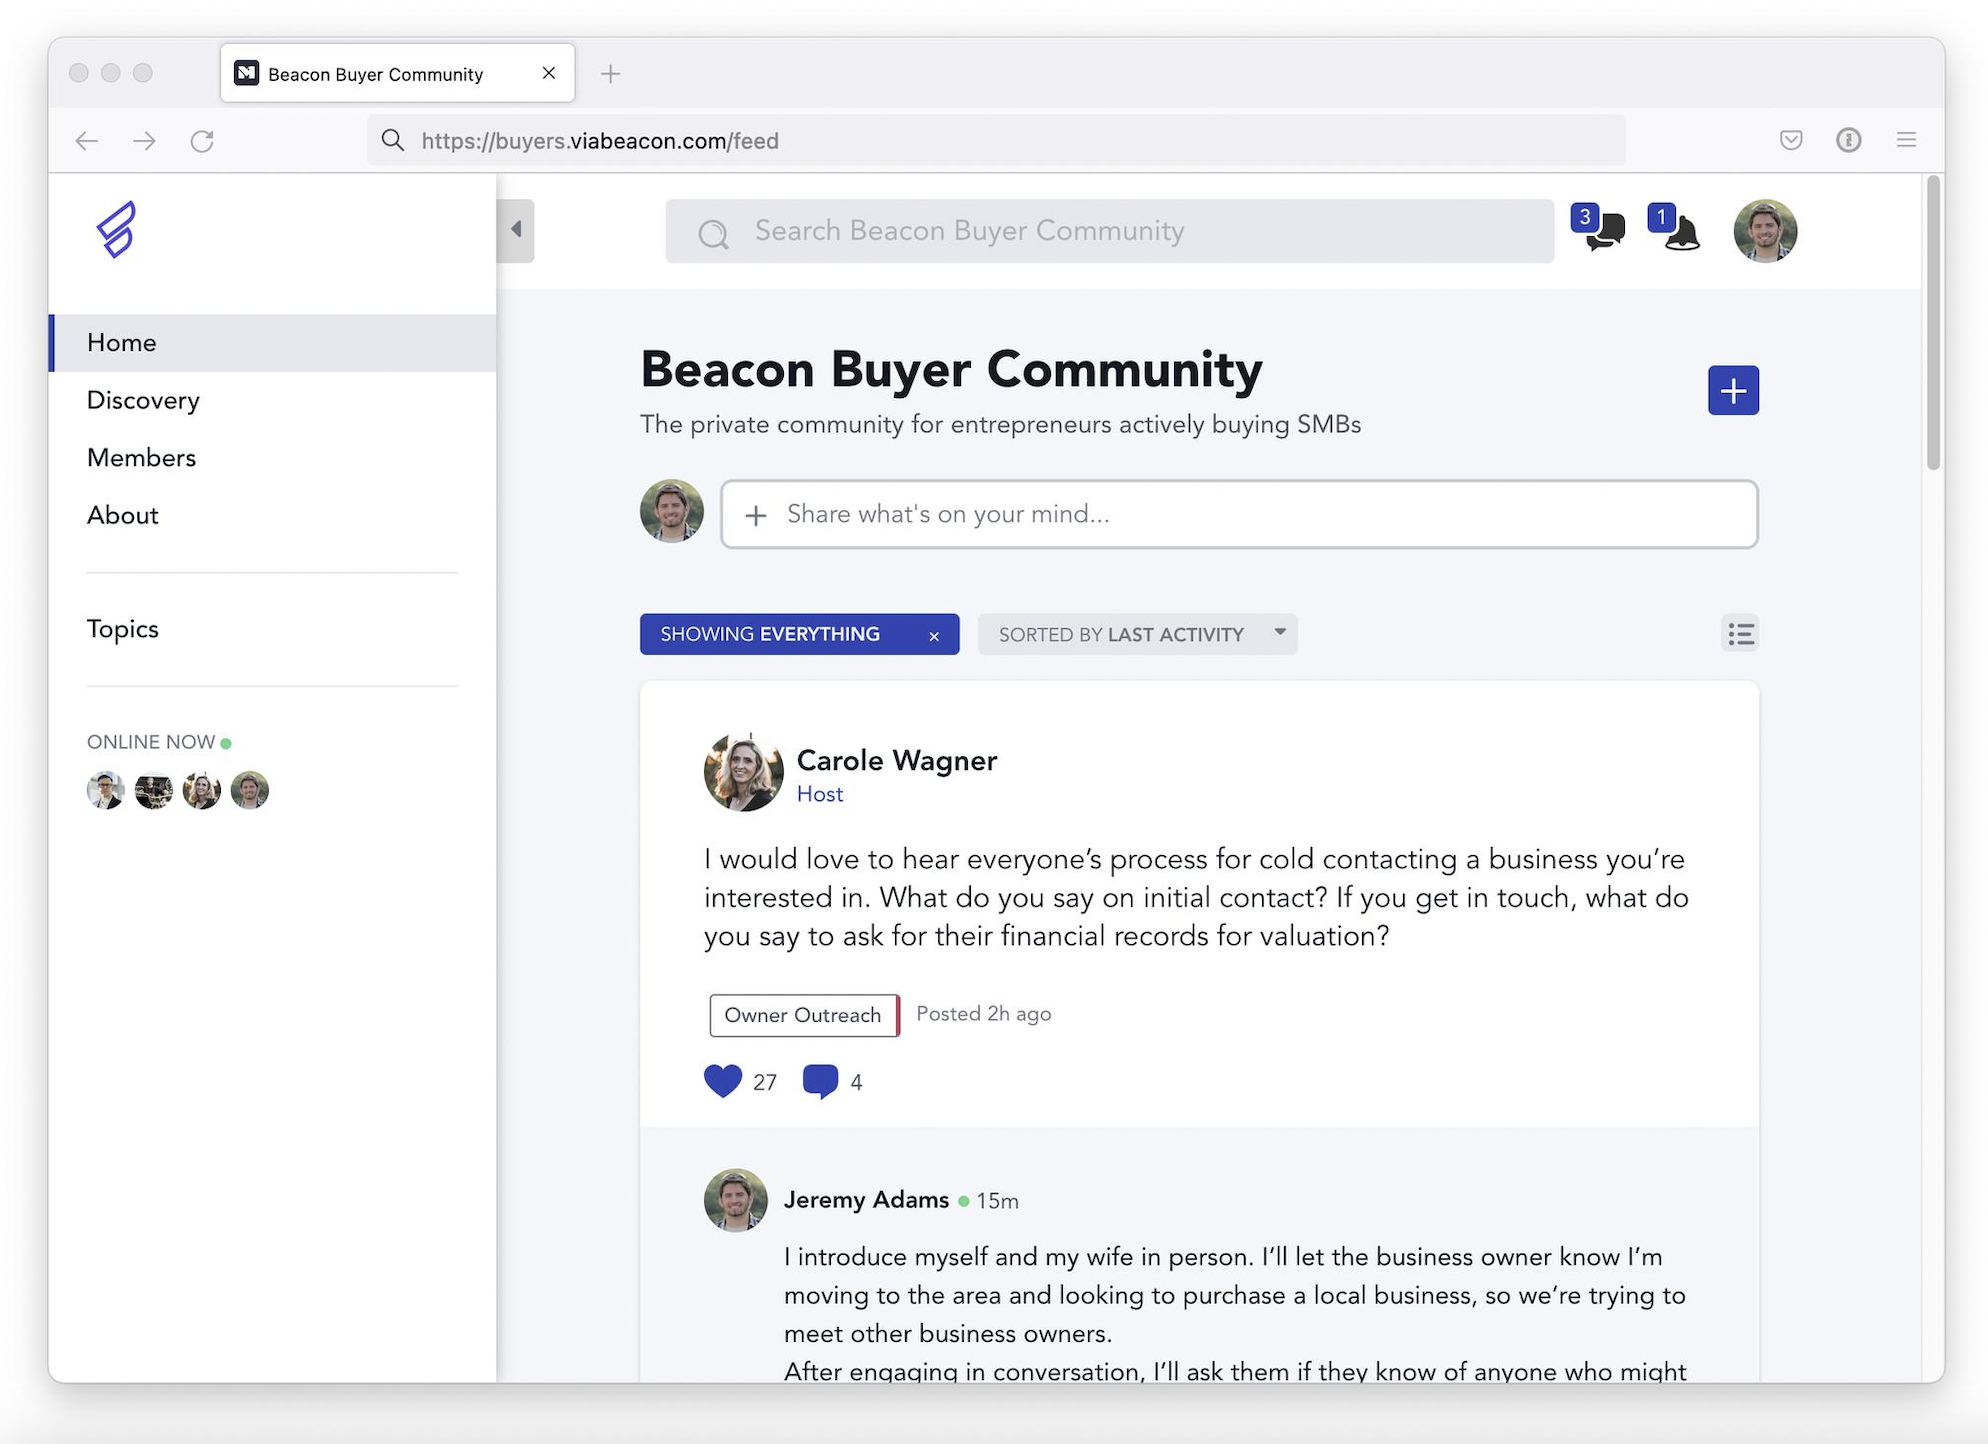 Beacon Buyer Community
https://buyers.viabeacon.com/feed
Search Beacon Buyer Community
3
1
Home
Discovery
Members
About
Topics
ONLINE NOW
Beacon Buyer Community
The private community for entrepreneurs actively buying SMBs
Share what's on your mind...
SHOWING EVERYTHING ×
SORTED BY LAST ACTIVITY
Carole Wagner
Host
I would love to hear everyone’s process for cold contacting a business you’re
interested in. What do you say on initial contact? If you get in touch, what do
you say to ask for their financial records for valuation?
Owner Outreach Posted 2h ago
27 4
Jeremy Adams 15m
I introduce myself and my wife in person. I’ll let the business owner know I’m
moving to the area and looking to purchase a local business, so we’re trying to
meet other business owners.
After engaging in conversation, I’ll ask them if they know of anyone who might